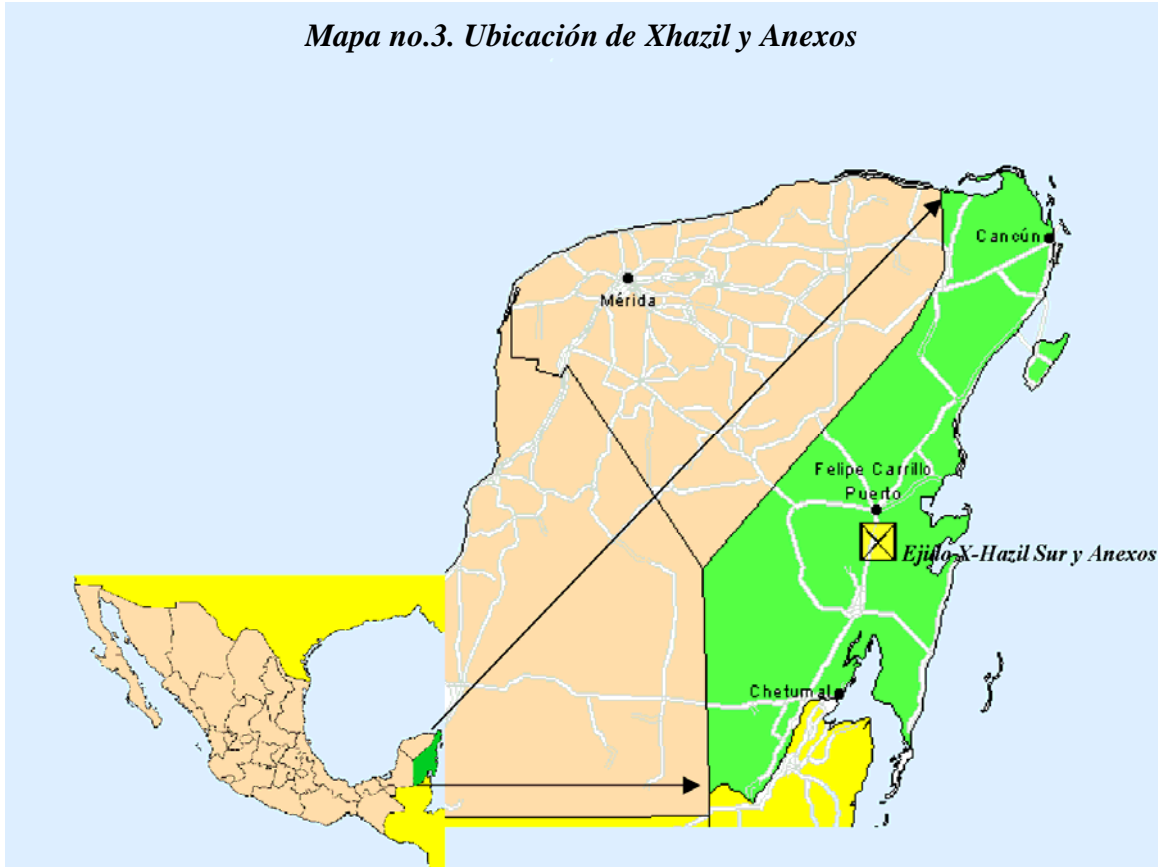 Mapa no.3. Ubicación de Xhazil y Anexos
Cancún
Mérida
Felipe Carrillo
Puerto
Ejido X-Hazil Sur y Anexos
Chetumal